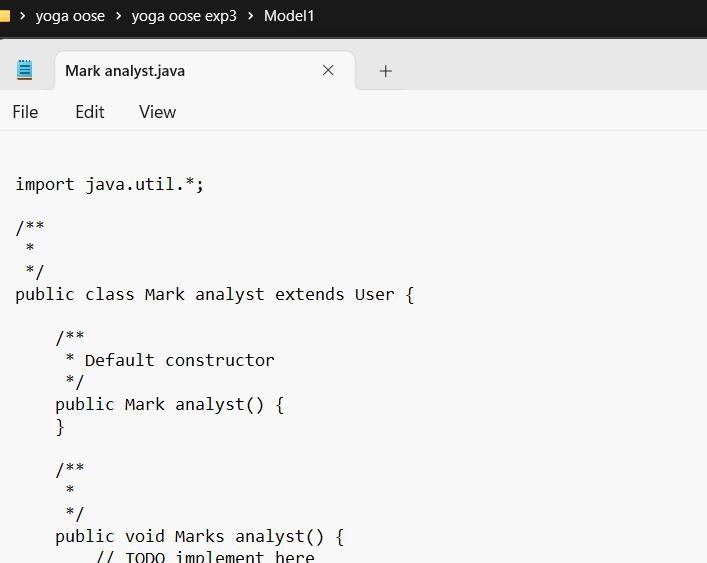 yoga oose > yoga oose exp3 > Model1
Mark analyst.java
File Edit View
import java.util.*;
/**
*
*/
public class Mark analyst extends User {
/**
* Default constructor
*/
public Mark analyst() {
}
/**
*
*/
public void Marks analyst() {
// TODO implement here